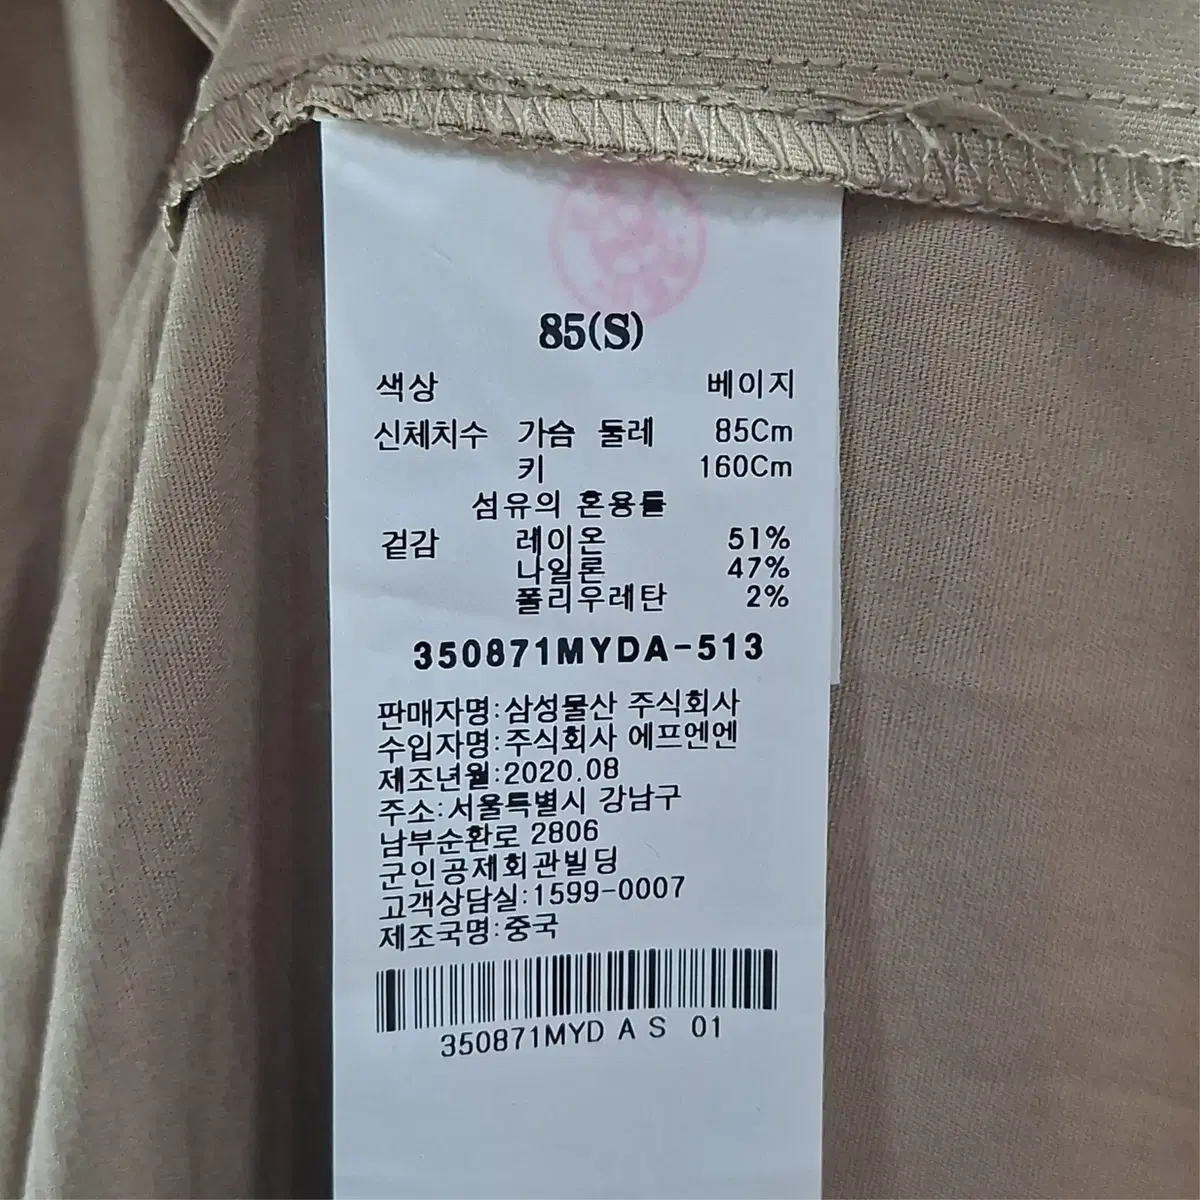 85(S)
색상 베이지
신체치수 가슴 둘레 85Cm
키 160Cm
섬유의 혼용률
겉감 레이온 51%
나일론 47%
폴리우레탄 2%
350871MYDA-513
판매자명:삼성물산 주식회사
수입자명:주식회사 에프엔엔
제조년월:2020.08
주소:서울특별시 강남구
남부순환로 2806
군인공제회관빌딩
고객상담실:1599-0007
제조국명:중국
350871MYD A S 01